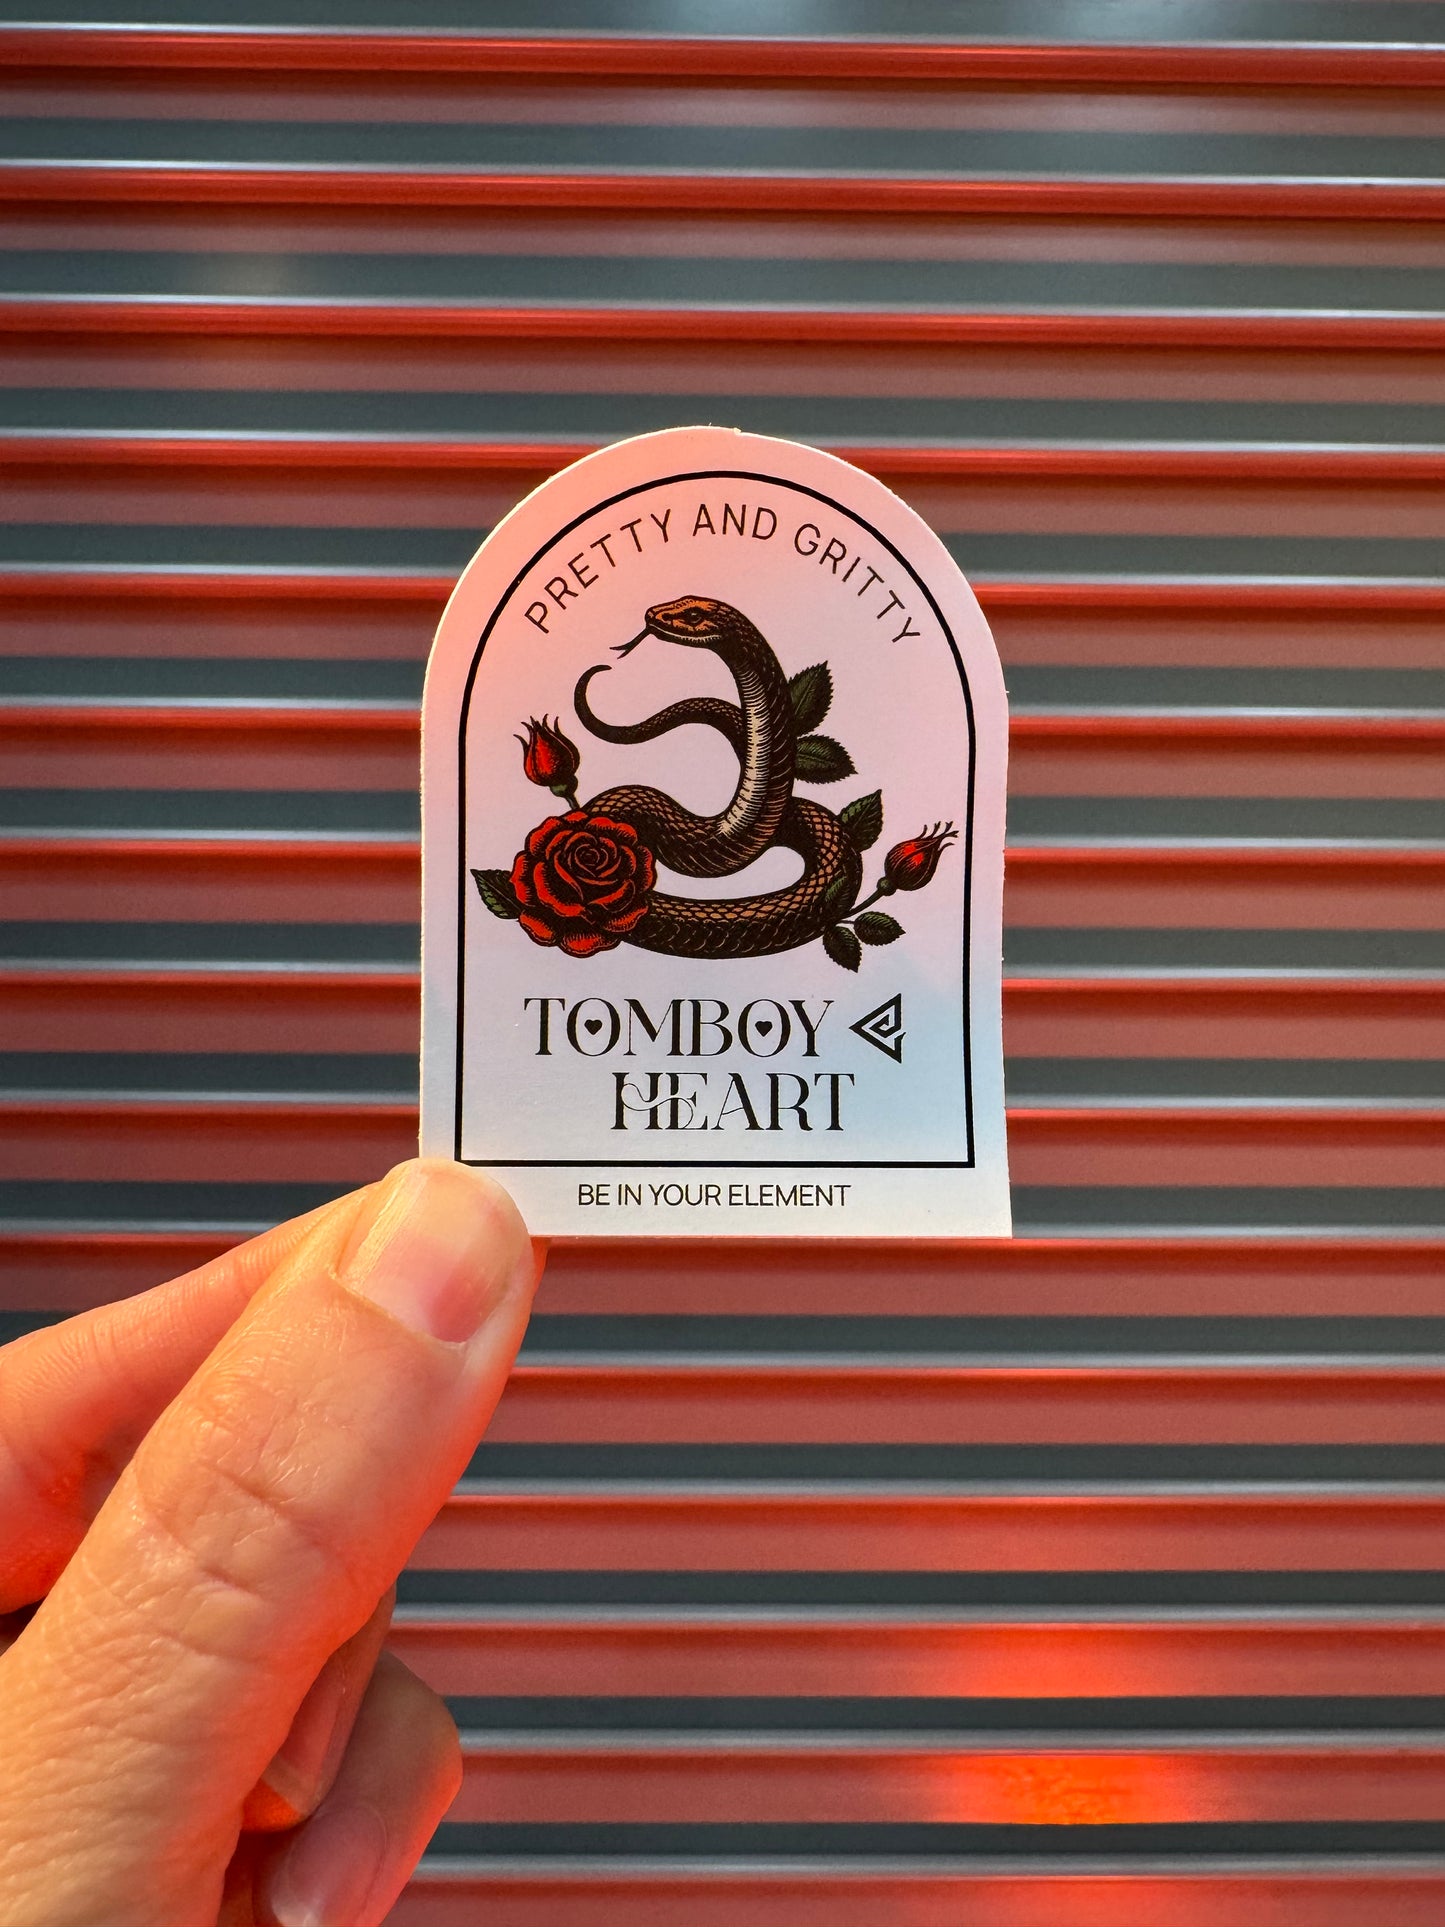 PRETTY AND GRITTY
TOMBOY
HEART
BE IN YOUR ELEMENT